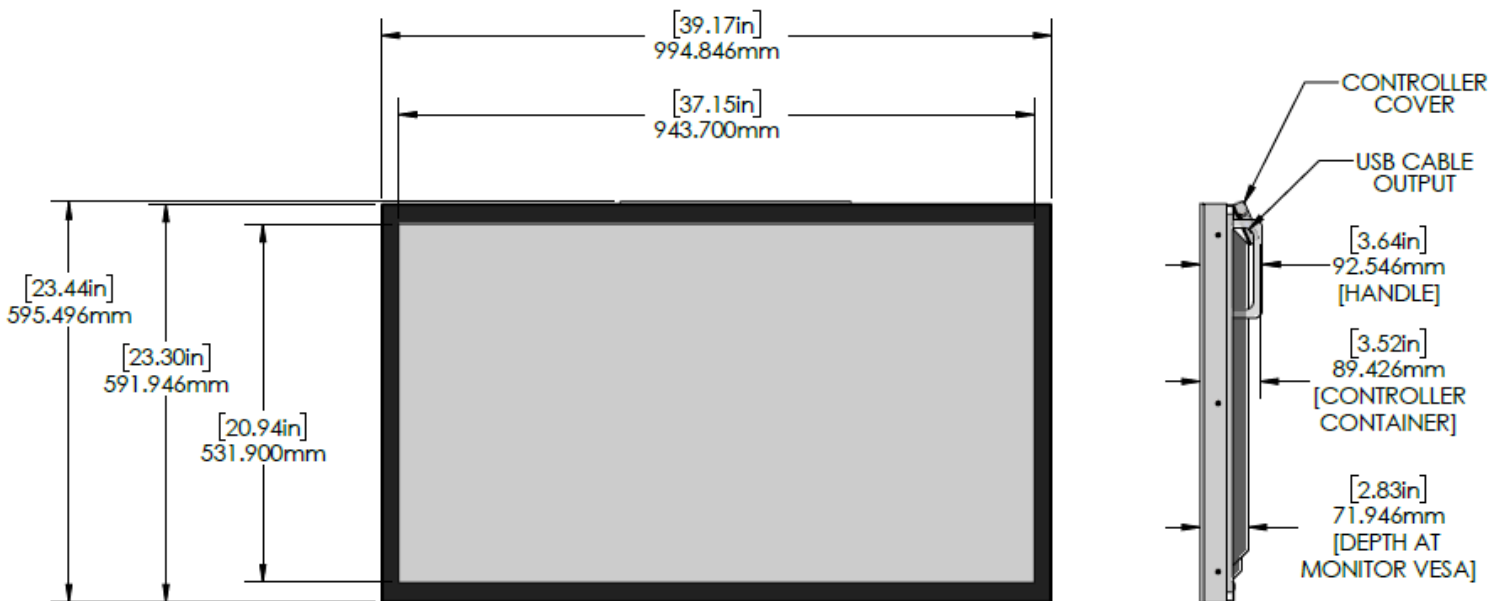 [39.17in]
994.846mm
[37.15in]
943.700mm
CONTROLLER
COVER
USB CABLE
OUTPUT
[3.64in]
92.546mm
[HANDLE]
[23.44in]
595.496mm
[23.30in]
591.946mm
[3.52in]
89.426mm
[CONTROLLER
CONTAINER]
[20.94in]
531.900mm
[2.83in]
71.946mm
[DEPTH AT
MONITOR VESA]